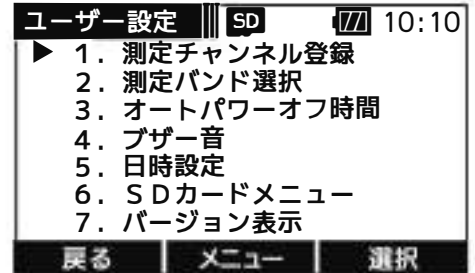 ユーザー設定 SD 10:10
▶ 1. 測定チャンネル登録
2. 測定バンド選択
3. オートパワーオフ時間
4. ブザー音
5. 日時設定
6. SDカードメニュー
7. バージョン表示
戻る メニュー 選択